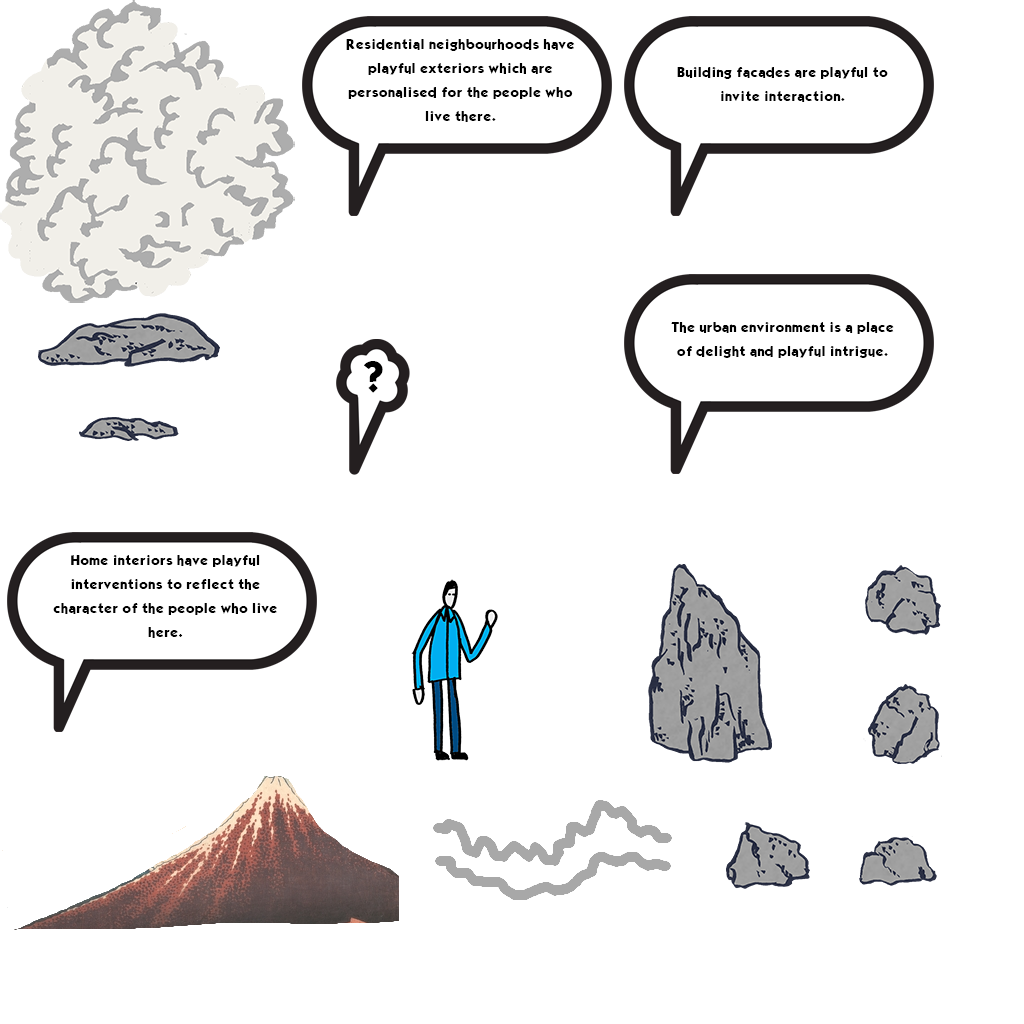 Residential neighbourhoods have
playful exteriors which are
personalised for the people who
live there.
Building facades are playful to
invite interaction.
?
The urban environment is a place
of delight and playful intrigue.
Home interiors have playful
interventions to reflect the
character of the people who live
here.